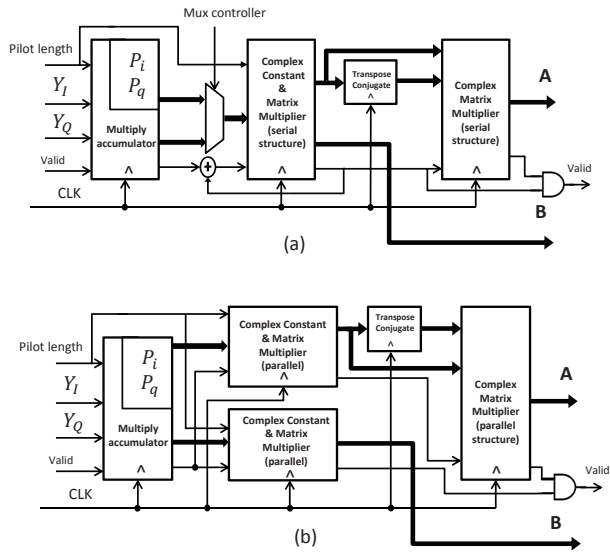 Mux controller
Pilot length
Y_I
Y_Q
Valid
CLK
P_i
P_q
Multiply
accumulator
+
^
Complex
Constant
&
Matrix
Multiplier
(serial
structure)
^
Transpose
Conjugate
^
Complex
Matrix
Multiplier
(serial
structure)
^
A
Valid
B
(a)
Pilot length
Y_I
Y_Q
Valid
CLK
P_i
P_q
Multiply
accumulator
^
Complex Constant
& Matrix
Multiplier
(parallel)
^
Complex Constant
& Matrix
Multiplier
(parallel)
^
Transpose
Conjugate
^
Complex
Matrix
Multiplier
(parallel
structure)
^
A
Valid
B
(b)